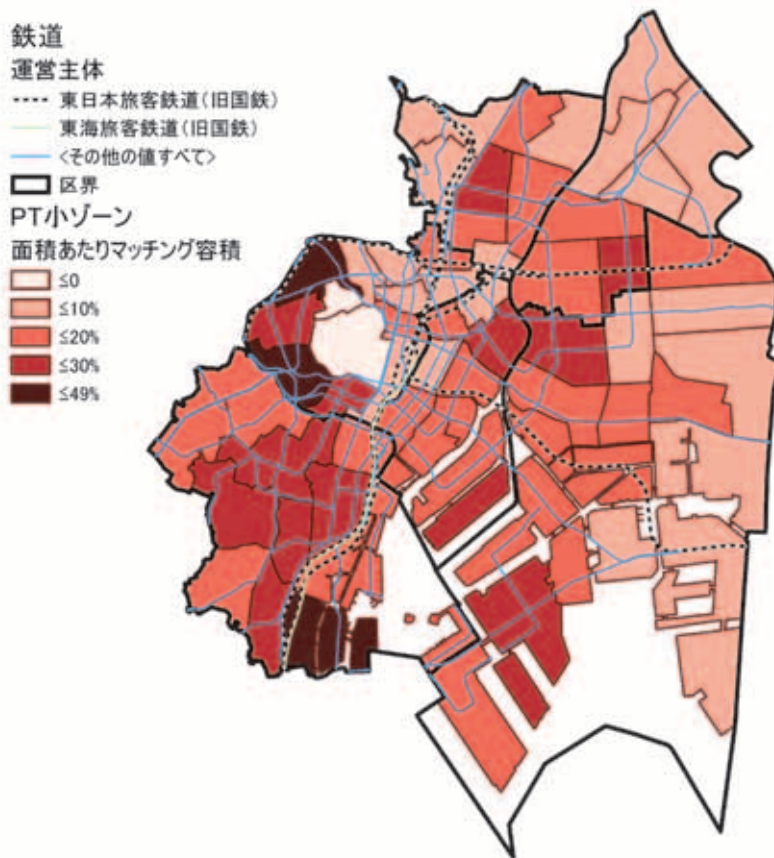 鉄道
運営主体
東日本旅客鉄道(旧国鉄)
東海旅客鉄道(旧国鉄)
<その他の値すべて>
区界
PT小ゾーン
面積あたりマッチング容積
≤0
≤10%
≤20%
≤30%
≤49%